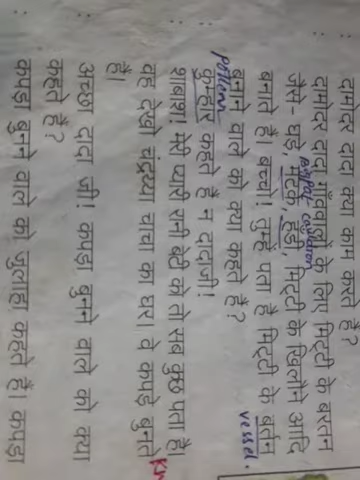 दामोदर दादा क्या काम करते हैं?
दामोदर दादा गाँववालों के लिए मिट्टी के बरतन
जैसे- घड़े, मटके, हँडी, मिट्टी के खिलौने आदि
बनाते हैं। बच्चो! तुम्हें पता है मिट्टी के बर्तन
vessel.
बनाने वाले को क्या कहते हैं?
कुम्हार कहते हैं न दादाजी!
शाबाश! मेरी प्यारी रानी बेटी को तो सब कुछ पता है।
वह देखो चंद्रय्या चाचा का घर। वे कपड़े बुनते
हैं।
अच्छा दादा जी! कपड़ा बुनने वाले को क्या
कहते हैं?
कपड़ा बुनने वाले को जुलाहा कहते हैं। कपड़ा